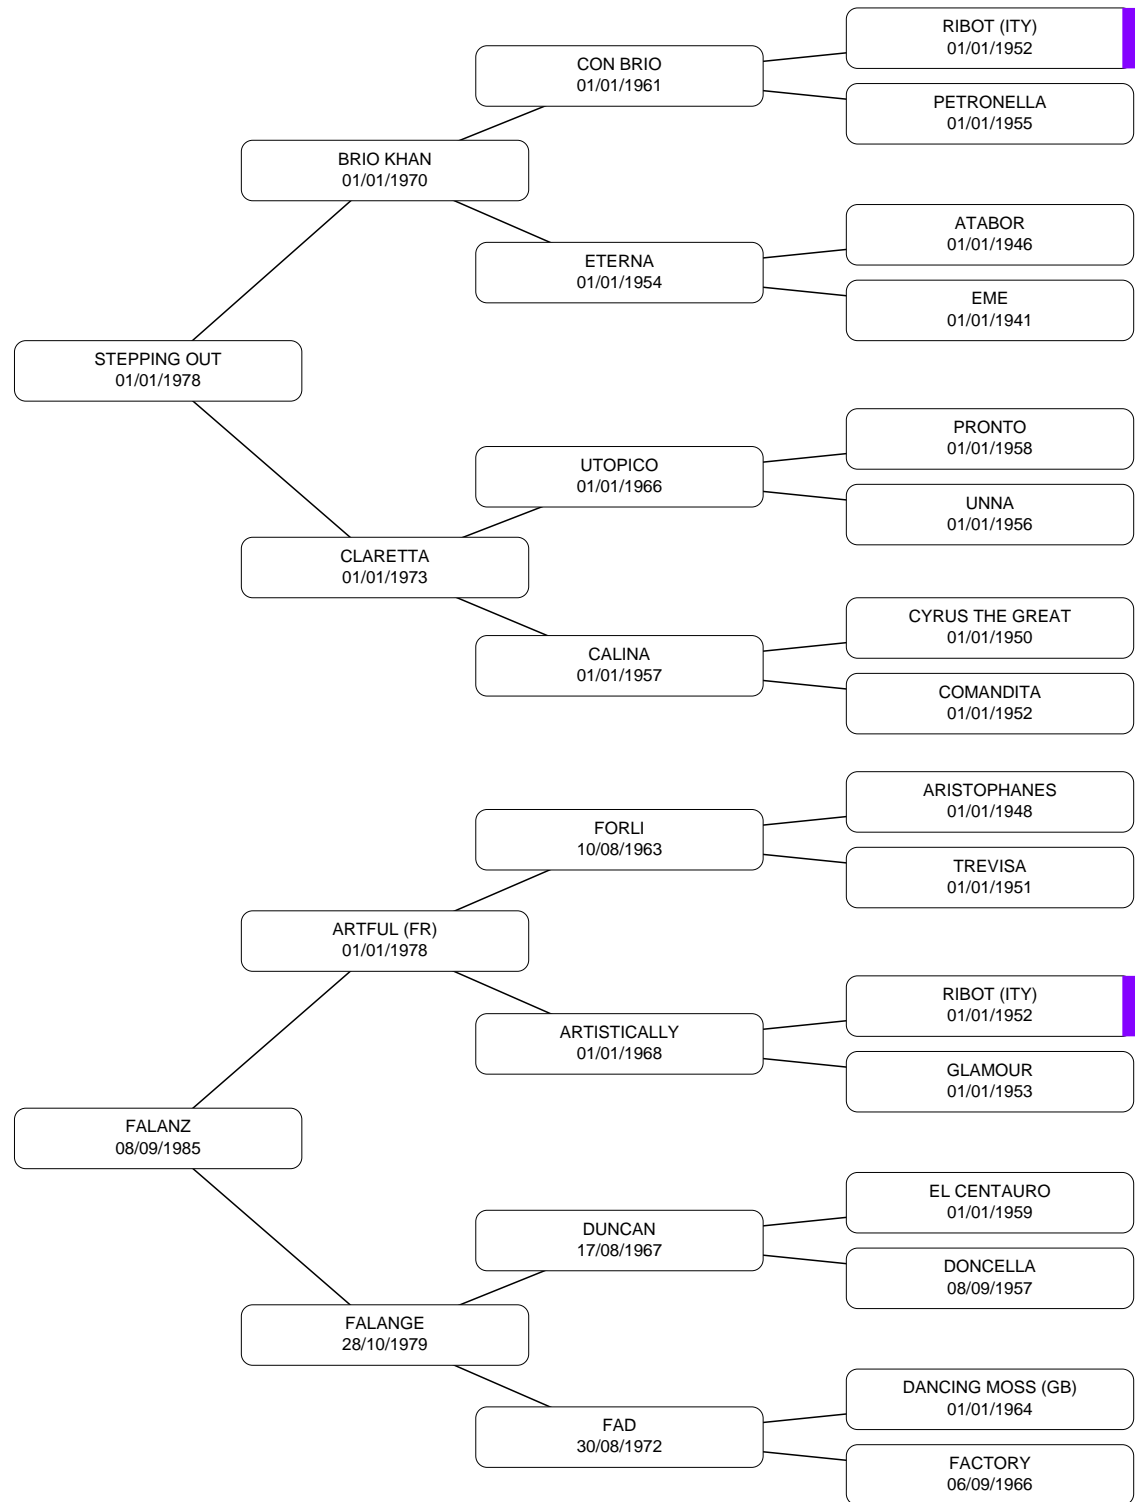 RIBOT (ITY)
01/01/1952
CON BRIO
01/01/1961
PETRONELLA
01/01/1955
BRIO KHAN
01/01/1970
ATABOR
01/01/1946
ETERNA
01/01/1954
EME
01/01/1941
STEPPING OUT
01/01/1978
PRONTO
01/01/1958
UTOPICO
01/01/1966
UNNA
01/01/1956
CLARETTA
01/01/1973
CYRUS THE GREAT
01/01/1950
CALINA
01/01/1957
COMANDITA
01/01/1952
ARISTOPHANES
01/01/1948
FORLI
10/08/1963
TREVISA
01/01/1951
ARTFUL (FR)
01/01/1978
RIBOT (ITY)
01/01/1952
ARTISTICALLY
01/01/1968
GLAMOUR
01/01/1953
FALANZ
08/09/1985
EL CENTAURO
01/01/1959
DUNCAN
17/08/1967
DONCELLA
08/09/1957
FALANGE
28/10/1979
DANCING MOSS (GB)
01/01/1964
FAD
30/08/1972
FACTORY
06/09/1966